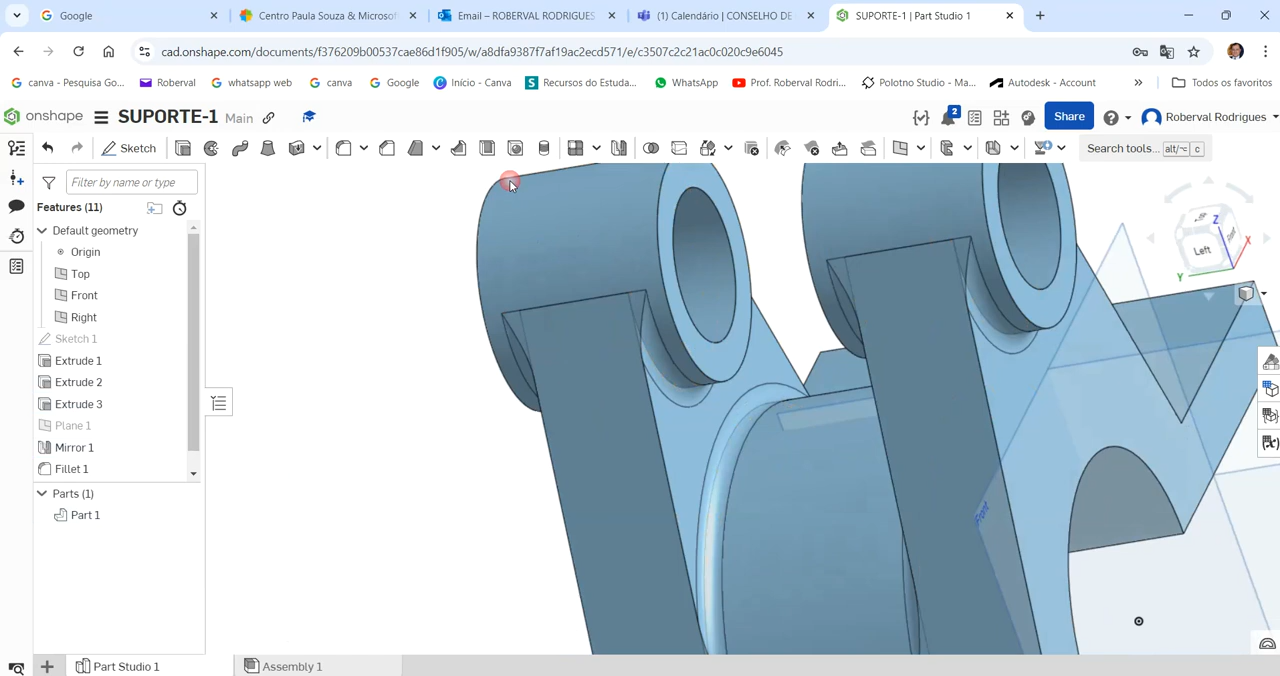 Google
Centro Paula Souza & Microsof
Email – ROBERVAL RODRIGUES
(1) Calendário | CONSELHO DE
SUPORTE-1 | Part Studio 1
cad.onshape.com/documents/f376209b00537cae86d1f905/w/a8dfa9387f7af19ac2ecd571/e/c3507c2c21ac0c020c9e6045
canva - Pesquisa Go...
Roberval
whatsapp web
canva
Google
Início - Canva
Recursos do Estuda...
WhatsApp
Prof. Roberval Rodri...
Polotno Studio - Ma...
Autodesk - Account
»
Todos os favoritos
onshape
SUPORTE-1
Main
2
Share
Roberval Rodrigues
Sketch
Search tools...
alt/⌥
c
Filter by name or type
Features (11)
Default geometry
Origin
Top
Front
Right
Sketch 1
Extrude 1
Extrude 2
Extrude 3
Plane 1
Mirror 1
Fillet 1
Parts (1)
Part 1
Z
X
Left
Y
Front
(x)
Part Studio 1
Assembly 1